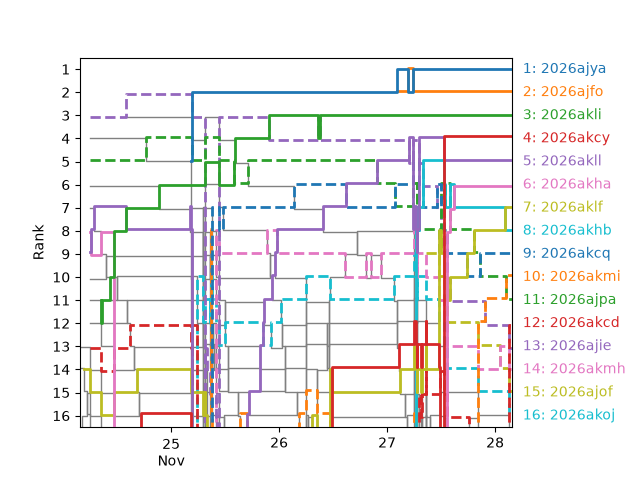 1
2
3
4
5
6
7
8
9
10
11
12
13
14
15
16
Rank
25
26
27
28
Nov
1: 2026ajya
2: 2026ajfo
3: 2026akli
4: 2026akcy
5: 2026akll
6: 2026akha
7: 2026aklf
8: 2026akhb
9: 2026akcq
10: 2026akmi
11: 2026ajpa
12: 2026akcd
13: 2026ajie
14: 2026akmh
15: 2026ajof
16: 2026akoj